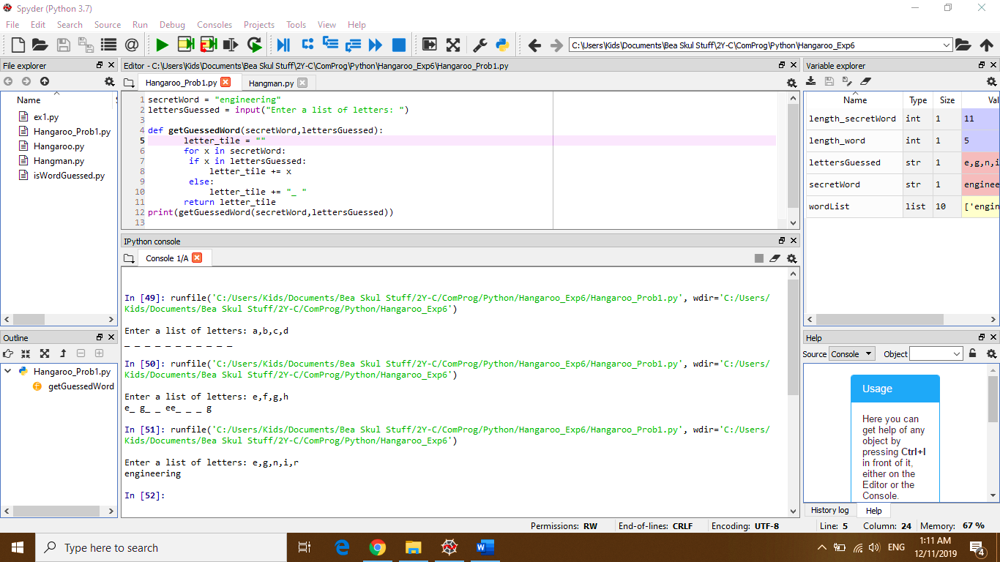 Spyder (Python 3.7)
File Edit Search Source Run Debug Consoles Projects Tools View Help
C:\Users\Kids\Documents\Bea Skul Stuff\2Y-C\ComProg\Python\Hangaroo_Exp6
File explorer
Name
ex1.py
Hangaroo_Prob1.py
Hangaroo.py
Hangman.py
isWordGuessed.py
Outline
Hangaroo_Prob1.py
getGuessedWord
Editor - C:\Users\Kids\Documents\Bea Skul Stuff\2Y-C\ComProg\Python\Hangaroo_Exp6\Hangaroo_Prob1.py
Hangaroo_Prob1.py Hangman.py
1 secretWord = "engineering"
2 lettersGuessed = input("Enter a list of letters: ")
3
4 def getGuessedWord(secretWord,lettersGuessed):
5 letter_tile = ""
6 for x in secretWord:
7 if x in lettersGuessed:
8 letter_tile += x
9 else:
10 letter_tile += "_ "
11 return letter_tile
12 print(getGuessedWord(secretWord,lettersGuessed))
13
IPython console
Console 1/A
In [49]: runfile('C:/Users/Kids/Documents/Bea Skul Stuff/2Y-C/ComProg/Python/Hangaroo_Exp6/Hangaroo_Prob1.py', wdir='C:/Users/
Kids/Documents/Bea Skul Stuff/2Y-C/ComProg/Python/Hangaroo_Exp6')
Enter a list of letters: a,b,c,d
_ _ _ _ _ _ _ _ _ _ _
In [50]: runfile('C:/Users/Kids/Documents/Bea Skul Stuff/2Y-C/ComProg/Python/Hangaroo_Exp6/Hangaroo_Prob1.py', wdir='C:/Users/
Kids/Documents/Bea Skul Stuff/2Y-C/ComProg/Python/Hangaroo_Exp6')
Enter a list of letters: e,f,g,h
e_ g_ _ ee_ _ _ g
In [51]: runfile('C:/Users/Kids/Documents/Bea Skul Stuff/2Y-C/ComProg/Python/Hangaroo_Exp6/Hangaroo_Prob1.py', wdir='C:/Users/
Kids/Documents/Bea Skul Stuff/2Y-C/ComProg/Python/Hangaroo_Exp6')
Enter a list of letters: e,g,n,i,r
engineering
In [52]:
Variable explorer
Name Type Size Val
length_secretWord int 1 11
length_word int 1 5
lettersGuessed str 1 e,g,n,i
secretWord str 1 enginee
wordList list 10 ['engin
Help
Source Console Object
Usage
Here you can
get help of any
object by
pressing Ctrl+I
in front of it,
either on the
Editor or the
Console.
History log Help
Permissions: RW End-of-lines: CRLF Encoding: UTF-8 Line: 5 Column: 24 Memory: 67 %
Type here to search
ENG
1:11 AM
12/11/2019
4